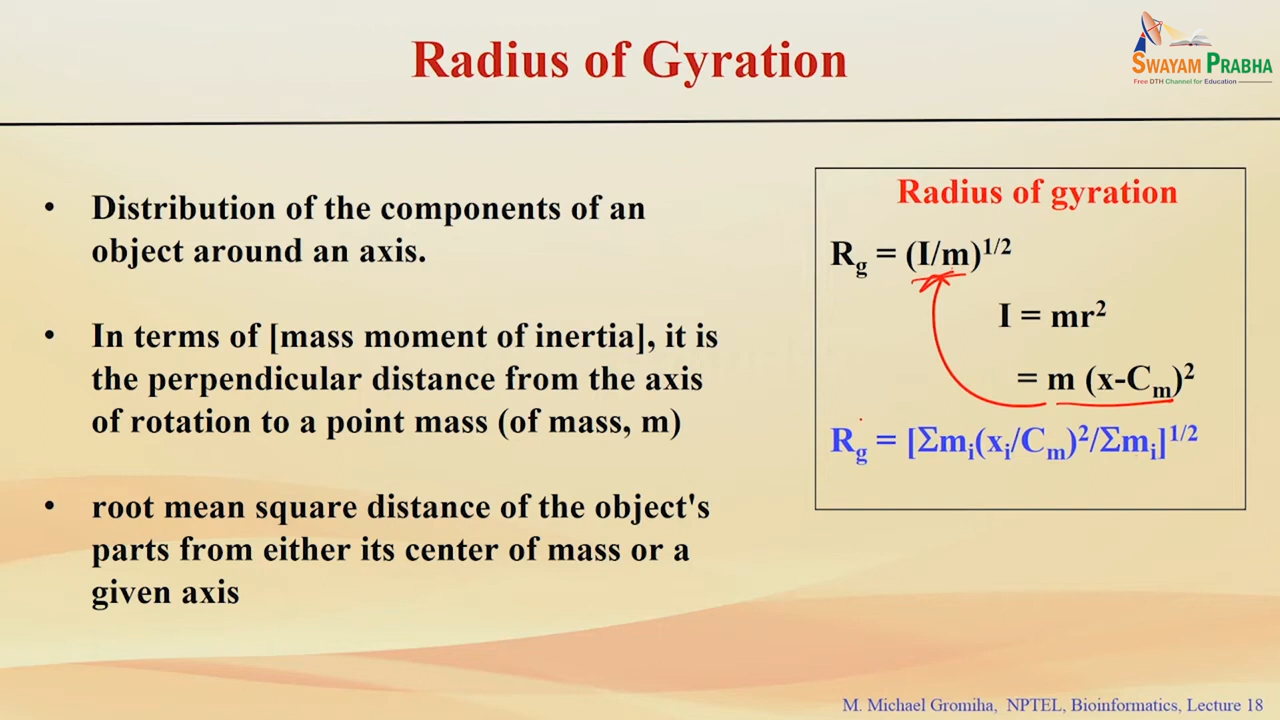 Radius of Gyration
SWAYAM PRABHA
Free DTH Channel for Education
• Distribution of the components of an
object around an axis.
• In terms of [mass moment of inertia], it is
the perpendicular distance from the axis
of rotation to a point mass (of mass, m)
• root mean square distance of the object's
parts from either its center of mass or a
given axis
Radius of gyration
Rg = (I/m)1/2
I = mr2
= m (x-Cm)2
Rg = [Σmi(xi/Cm)2/Σmi]1/2
M. Michael Gromiha, NPTEL, Bioinformatics, Lecture 18